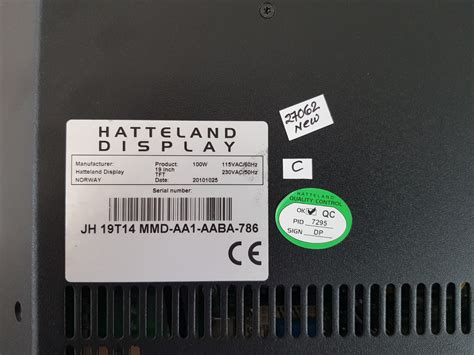 HATTELAND
DISPLAY
Manufacturer: Product: 100W 115VAC/60Hz
Hatteland Display 19 inch 230VAC/50Hz
TFT
NORWAY Date: 20101025
Serial number:
JH 19T14 MMD-AA1-AABA-786
CE
27062
NEW
C
HATTELAND
QUALITY CONTROL
OK ✓ QC
PID 7295
SIGN DP